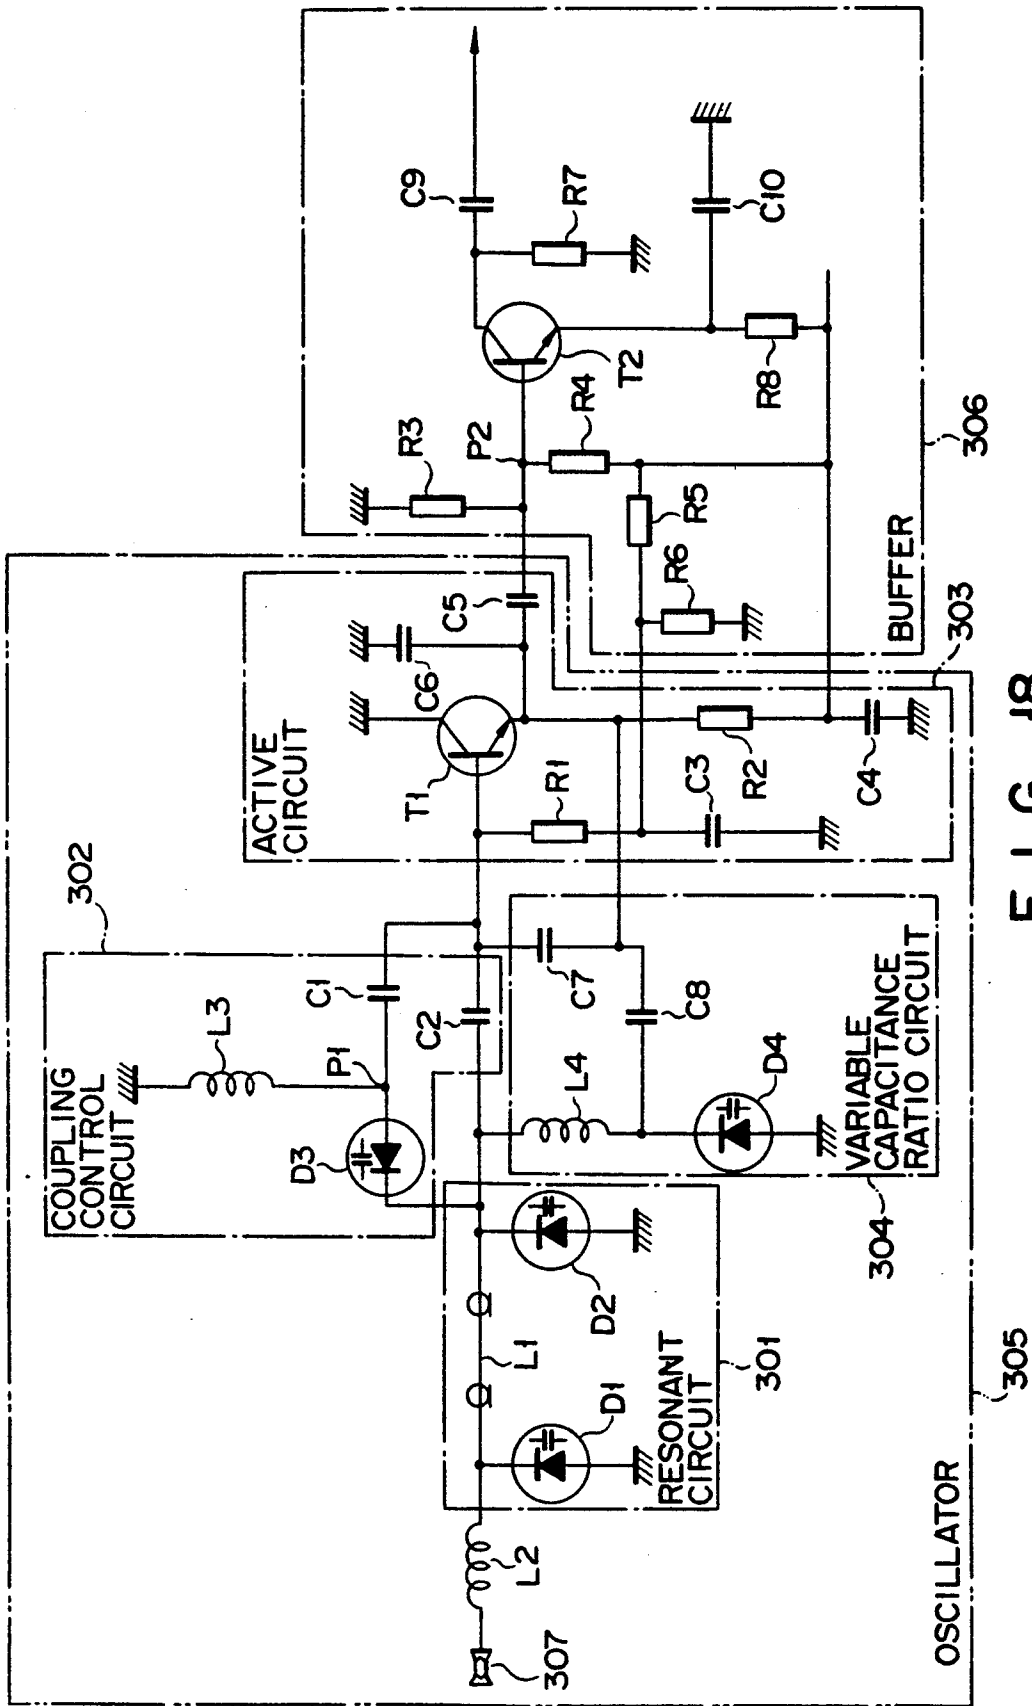 OSCILLATOR
305
307
L2
RESONANT
CIRCUIT
301
D1
L1
D2
COUPLING
CONTROL
CIRCUIT
302
D3
P1
L3
C1
C2
VARIABLE
CAPACITANCE
RATIO CIRCUIT
304
L4
D4
C7
C8
ACTIVE
CIRCUIT
303
T1
R1
C3
R2
C4
C6
C5
BUFFER
306
R3
P2
R4
R5
R6
T2
R8
C9
R7
C10
FIG. 18